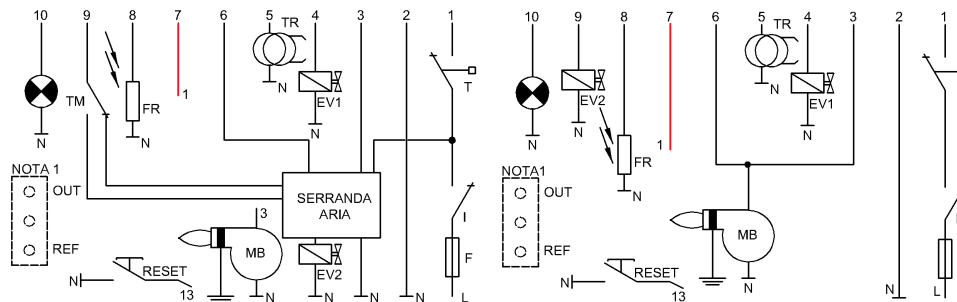 10 9 8 7 6 5 4 3 2 1
TR
N
TM
FR
1
EV1
T
N
N
N
NOTA 1
OUT
REF
SERRANDA
ARIA
3
MB
I
F
EV2
N
RESET
13
N
N
N
N
L
10 9 8 7 6 5 4 3 2 1
TR
N
EV2
EV1
N
N
N
1
FR
N
NOTA1
OUT
REF
MB
N
RESET
13
N
N
L